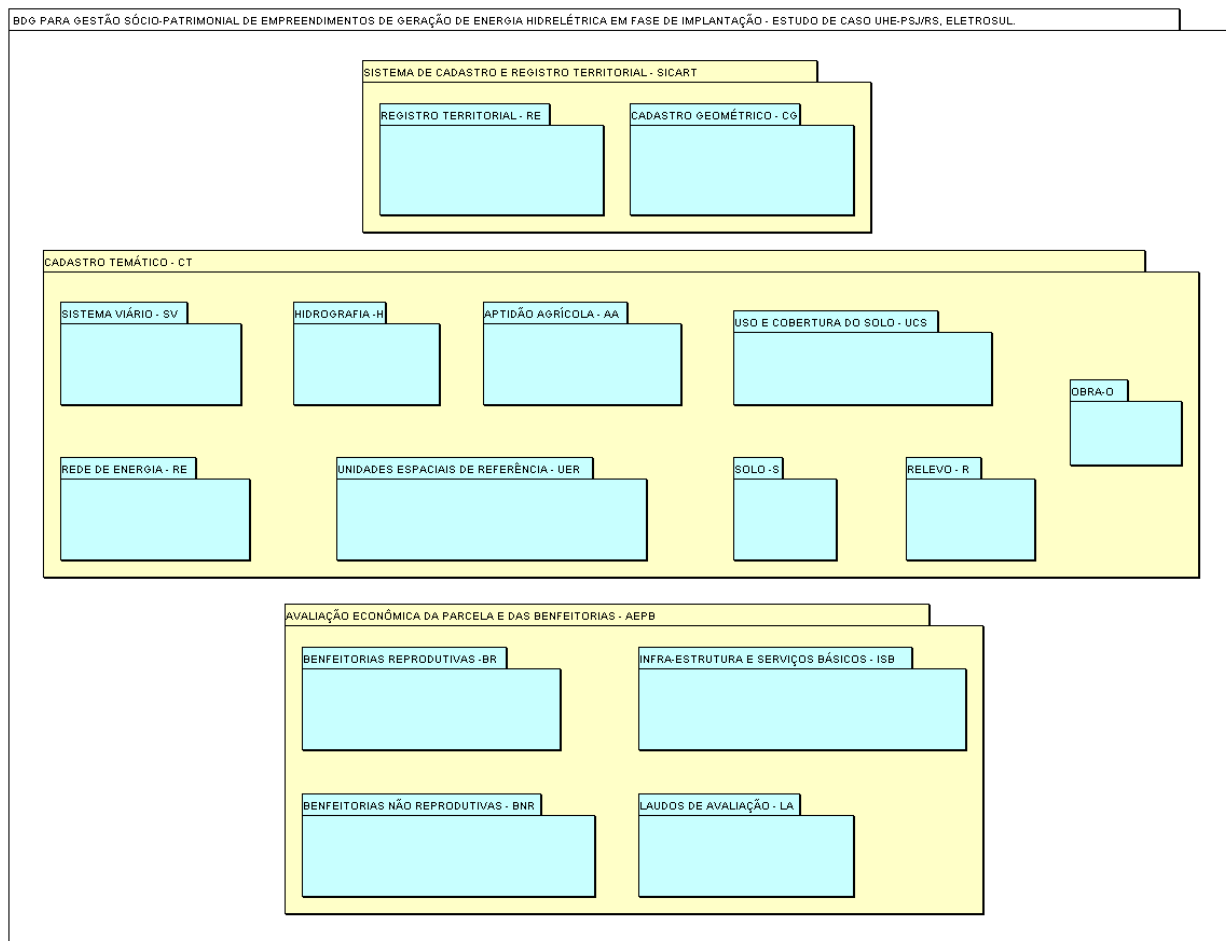 BDG PARA GESTÃO SÓCIO-PATRIMONIAL DE EMPREENDIMENTOS DE GERAÇÃO DE ENERGIA HIDRELÉTRICA EM FASE DE IMPLANTAÇÃO - ESTUDO DE CASO UHE-PSJ/RS, ELETROSUL.
SISTEMA DE CADASTRO E REGISTRO TERRITORIAL - SICART
REGISTRO TERRITORIAL - RE
CADASTRO GEOMÉTRICO - CG
CADASTRO TEMÁTICO - CT
SISTEMA VIÁRIO - SV
HIDROGRAFIA -H
APTIDÃO AGRÍCOLA - AA
USO E COBERTURA DO SOLO - UCS
OBRA-O
REDE DE ENERGIA - RE
UNIDADES ESPACIAIS DE REFERÊNCIA - UER
SOLO -S
RELEVO - R
AVALIAÇÃO ECONÔMICA DA PARCELA E DAS BENFEITORIAS - AEPB
BENFEITORIAS REPRODUTIVAS -BR
INFRA-ESTRUTURA E SERVIÇOS BÁSICOS - ISB
BENFEITORIAS NÃO REPRODUTIVAS - BNR
LAUDOS DE AVALIAÇÃO - LA